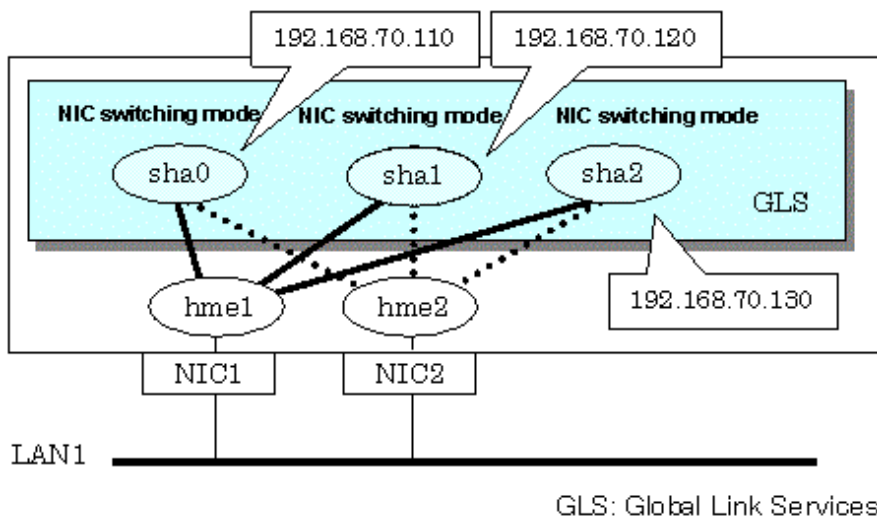 192.168.70.110
192.168.70.120
NIC switching mode
NIC switching mode
NIC switching mode
sha0
sha1
sha2
GLS
hme1
hme2
192.168.70.130
NIC1
NIC2
LAN1
GLS: Global Link Services